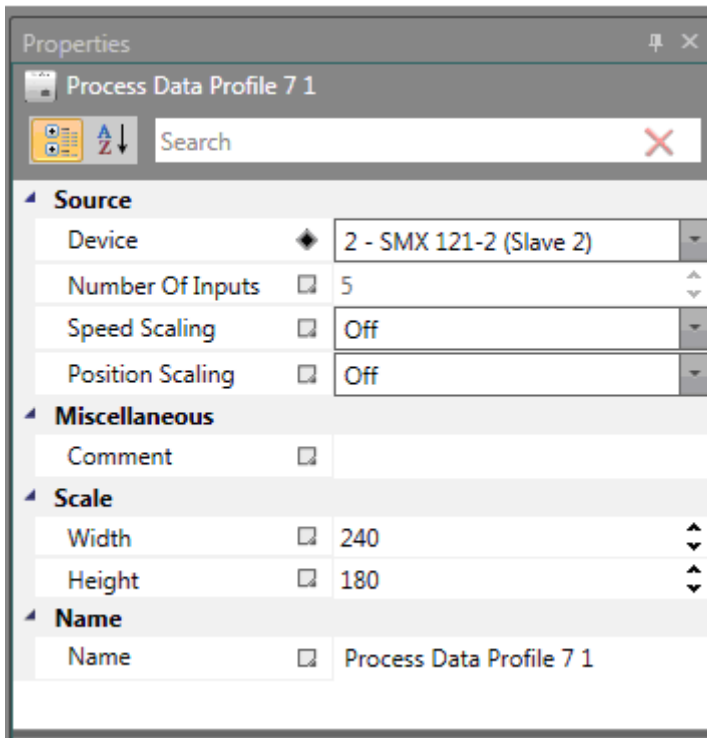 Properties
Process Data Profile 7 1
A
Z
Search
Source
Device 2 - SMX 121-2 (Slave 2)
Number Of Inputs 5
Speed Scaling Off
Position Scaling Off
Miscellaneous
Comment
Scale
Width 240
Height 180
Name
Name Process Data Profile 7 1